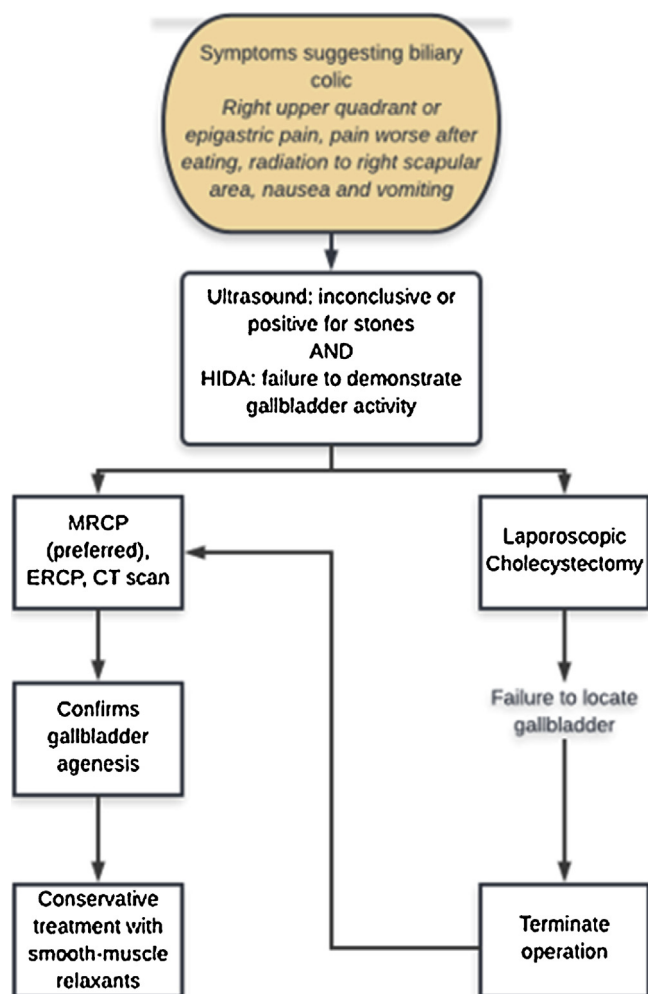 Symptoms suggesting biliary
colic
Right upper quadrant or
epigastric pain, pain worse after
eating, radiation to right scapular
area, nausea and vomiting
Ultrasound: inconclusive or
positive for stones
AND
HIDA: failure to demonstrate
gallbladder activity
MRCP
(preferred),
ERCP, CT scan
Laporoscopic
Cholecystectomy
Confirms
gallbladder
agenesis
Failure to locate
gallbladder
Conservative
treatment with
smooth-muscle
relaxants
Terminate
operation